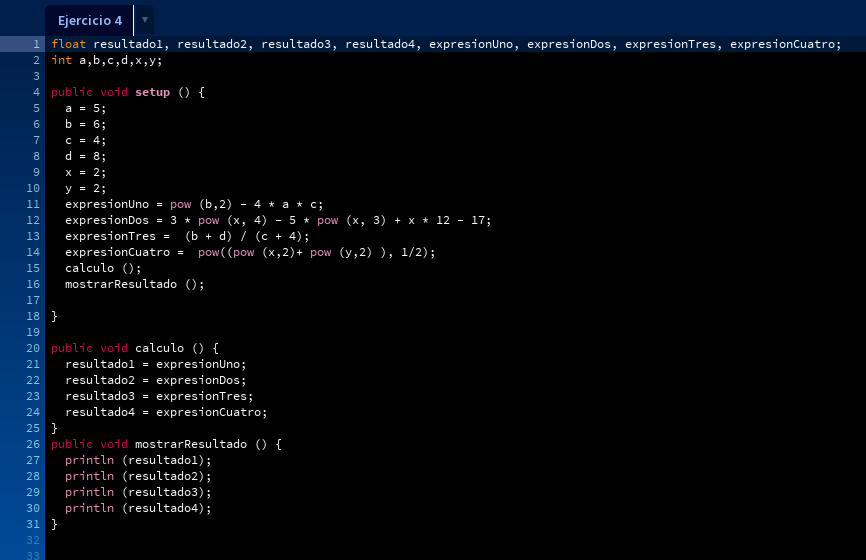 Ejercicio 4 ▼
1 float resultado1, resultado2, resultado3, resultado4, expresionUno, expresionDos, expresionTres, expresionCuatro;
2 int a,b,c,d,x,y;
3
4 public void setup () {
5   a = 5;
6   b = 6;
7   c = 4;
8   d = 8;
9   x = 2;
10   y = 2;
11   expresionUno = pow (b,2) - 4 * a * c;
12   expresionDos = 3 * pow (x, 4) - 5 * pow (x, 3) + x * 12 - 17;
13   expresionTres =  (b + d) / (c + 4);
14   expresionCuatro =  pow((pow (x,2)+ pow (y,2) ), 1/2);
15   calculo ();
16   mostrarResultado ();
17
18 }
19
20 public void calculo () {
21   resultado1 = expresionUno;
22   resultado2 = expresionDos;
23   resultado3 = expresionTres;
24   resultado4 = expresionCuatro;
25 }
26 public void mostrarResultado () {
27   println (resultado1);
28   println (resultado2);
29   println (resultado3);
30   println (resultado4);
31 }
32
33